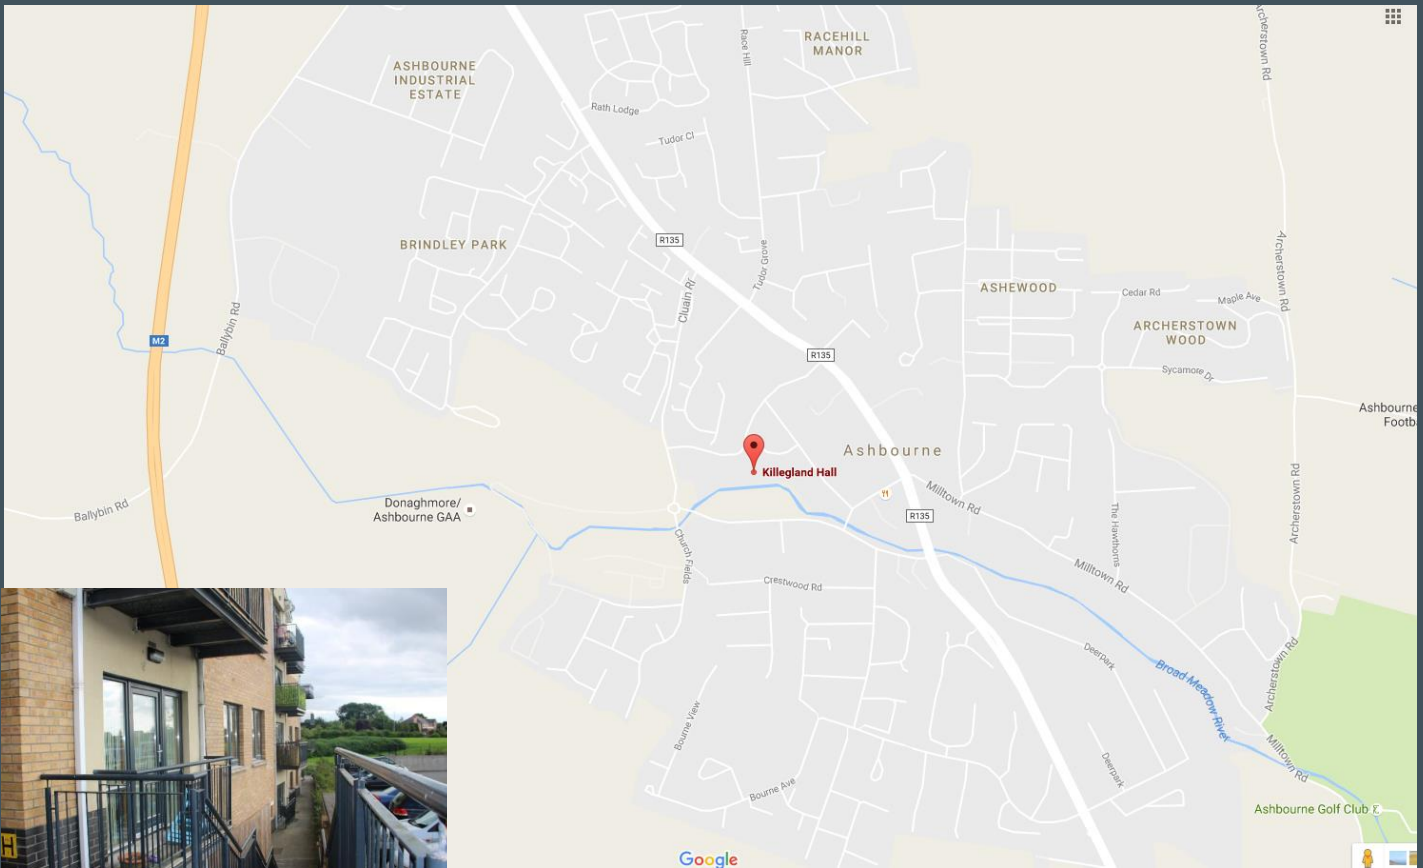 RACEHILL
MANOR
Archerstown Rd
Race Hill
ASHBOURNE
INDUSTRIAL
ESTATE
Rath Lodge
Tudor Cl
BRINDLEY PARK
R135
Tudor Grove
Cluain Rí
Archerstown Rd
ASHEWOOD
Cedar Rd
Maple Ave
ARCHERSTOWN
WOOD
Ballybin Rd
M2
R135
Sycamore Dr
Ashbourne
Footb
Ashbourne
Killegland Hall
Milltown Rd
Archerstown Rd
Donaghmore/
Ashbourne GAA
Ballybin Rd
R135
The Hawthorns
Church Fields
Crestwood Rd
Milltown Rd
Deerpark
Broad Meadow River
Archerstown Rd
Bourne View
Milltown Rd
Deerpark
Bourne Ave
Ashbourne Golf Club
H
Google